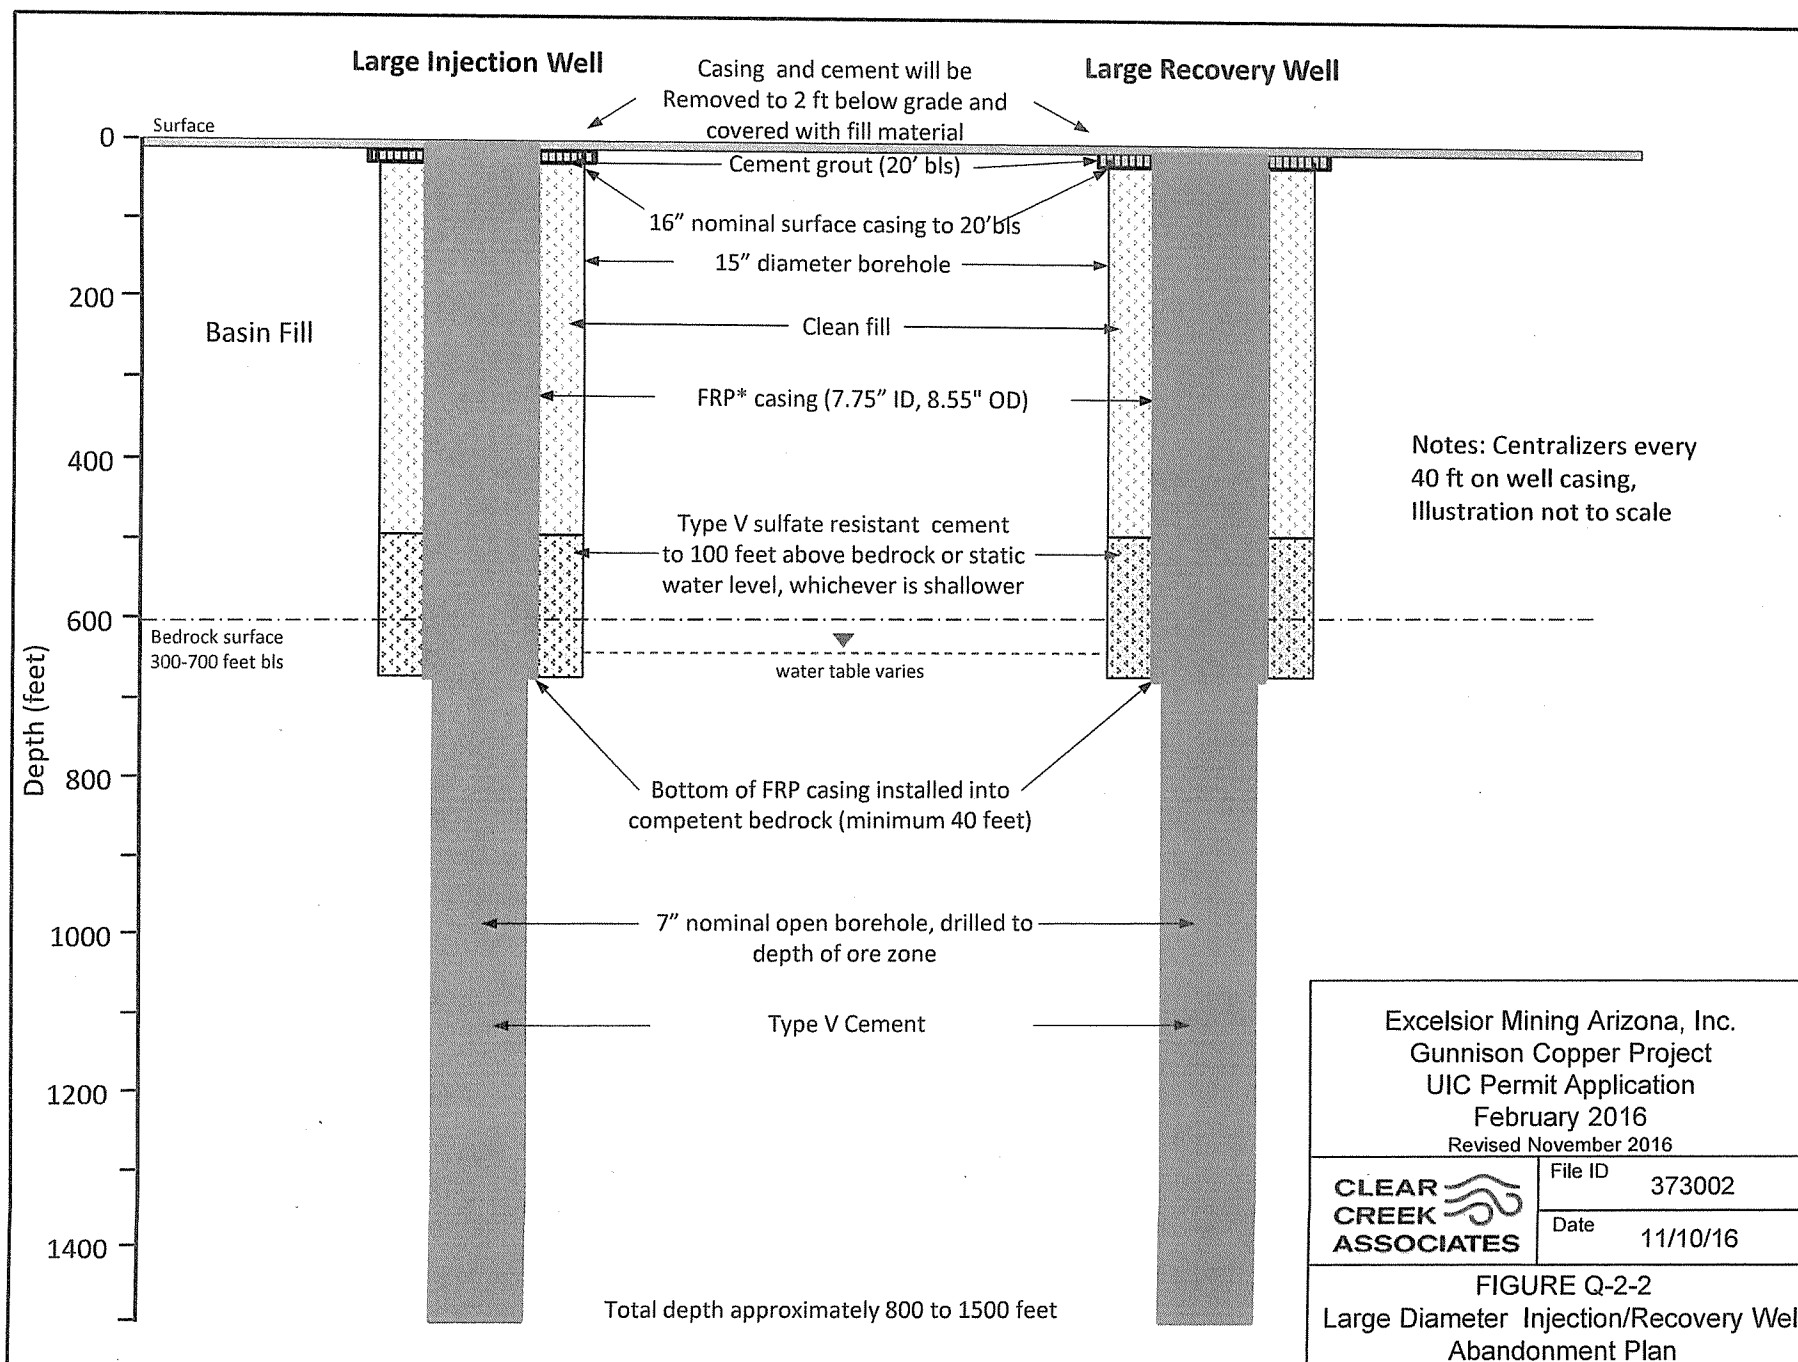 Large Injection Well
Large Recovery Well
Casing and cement will be
Removed to 2 ft below grade and
covered with fill material
Surface
Cement grout (20' bls)
16" nominal surface casing to 20'bls
15" diameter borehole
Clean fill
Basin Fill
FRP* casing (7.75" ID, 8.55" OD)
Notes: Centralizers every
40 ft on well casing,
Illustration not to scale
Type V sulfate resistant cement
to 100 feet above bedrock or static
water level, whichever is shallower
Bedrock surface
300-700 feet bls
water table varies
Bottom of FRP casing installed into
competent bedrock (minimum 40 feet)
7" nominal open borehole, drilled to
depth of ore zone
Type V Cement
Total depth approximately 800 to 1500 feet
Depth (feet)
0
200
400
600
800
1000
1200
1400
Excelsior Mining Arizona, Inc.
Gunnison Copper Project
UIC Permit Application
February 2016
Revised November 2016
CLEAR
CREEK
ASSOCIATES
File ID
373002
Date
11/10/16
FIGURE Q-2-2
Large Diameter Injection/Recovery Wel
Abandonment Plan